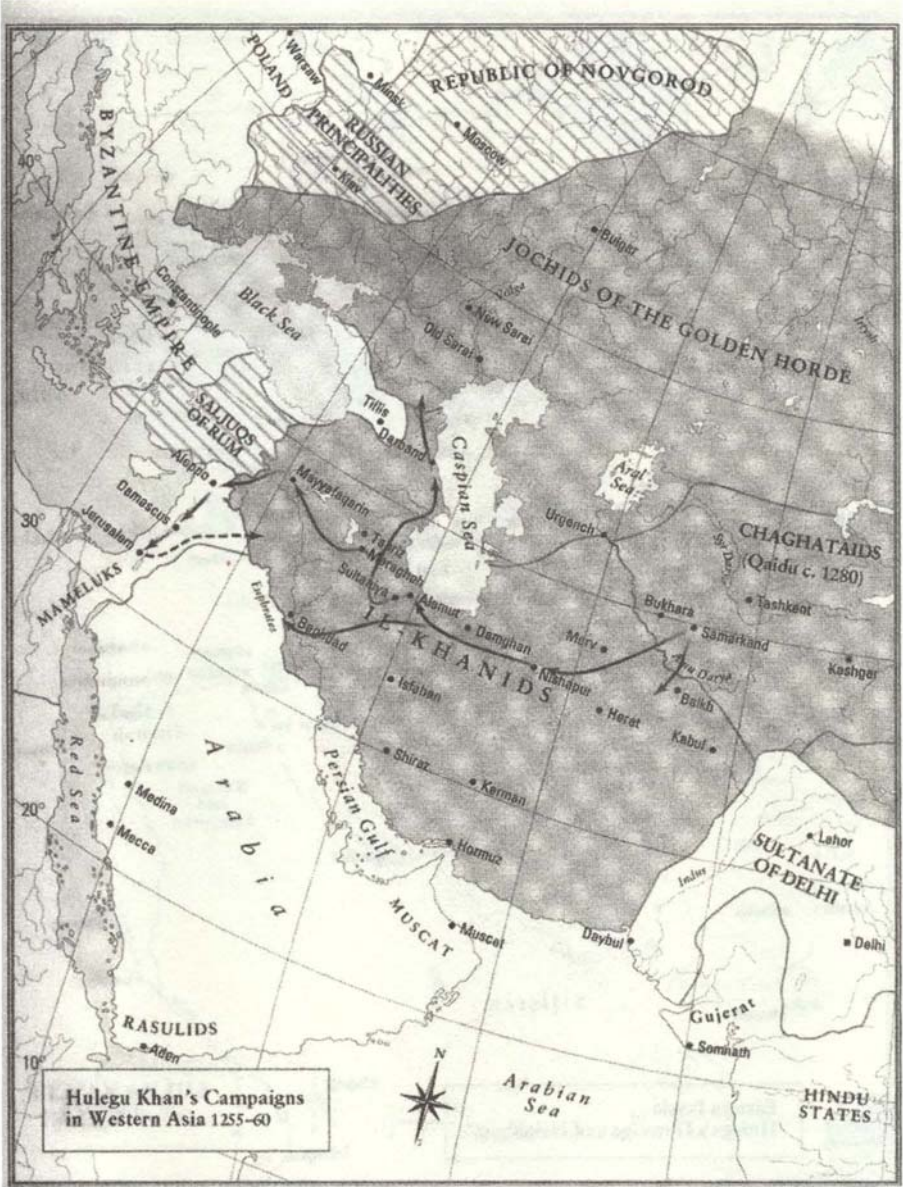 Warsaw
POLAND
Minsk
REPUBLIC OF NOVGOROD
RUSSIAN
PRINCIPALITIES
Moscow
Kiev
BYZANTINE EMPIRE
40°
Bulgar
JOCHIDS OF THE GOLDEN HORDE
Irtysh
Constantinople
Black Sea
Volga
New Sarai
Old Sarai
SALJUQS
OF RUM
Tiflis
Darband
Caspian Sea
Aral
Sea
Aleppo
Mayyafaqarin
Damascus
30°
Jerusalem
Urgench
CHAGHATAIDS
(Qaidu c. 1280)
Syr Darya
Tabriz
Maragheh
MAMELUKS
Sultaniya
Alamut
Bukhara
Tashkent
Samarkand
Euphrates
Baghdad
IL-KHANIDS
Damghan
Merv
Nishapur
Amu Darya
Kashgar
Isfahan
Balkh
Herat
Kabul
Red Sea
Arabia
Shiraz
Kerman
20°
Medina
Mecca
Persian Gulf
Hormuz
Lahor
SULTANATE
OF DELHI
Indus
MUSCAT
Muscat
Daybul
Delhi
Gujerat
RASULIDS
Aden
Somnath
10°
N
S
Arabian
Sea
HINDU
STATES
Hulegu Khan's Campaigns
in Western Asia 1255–60